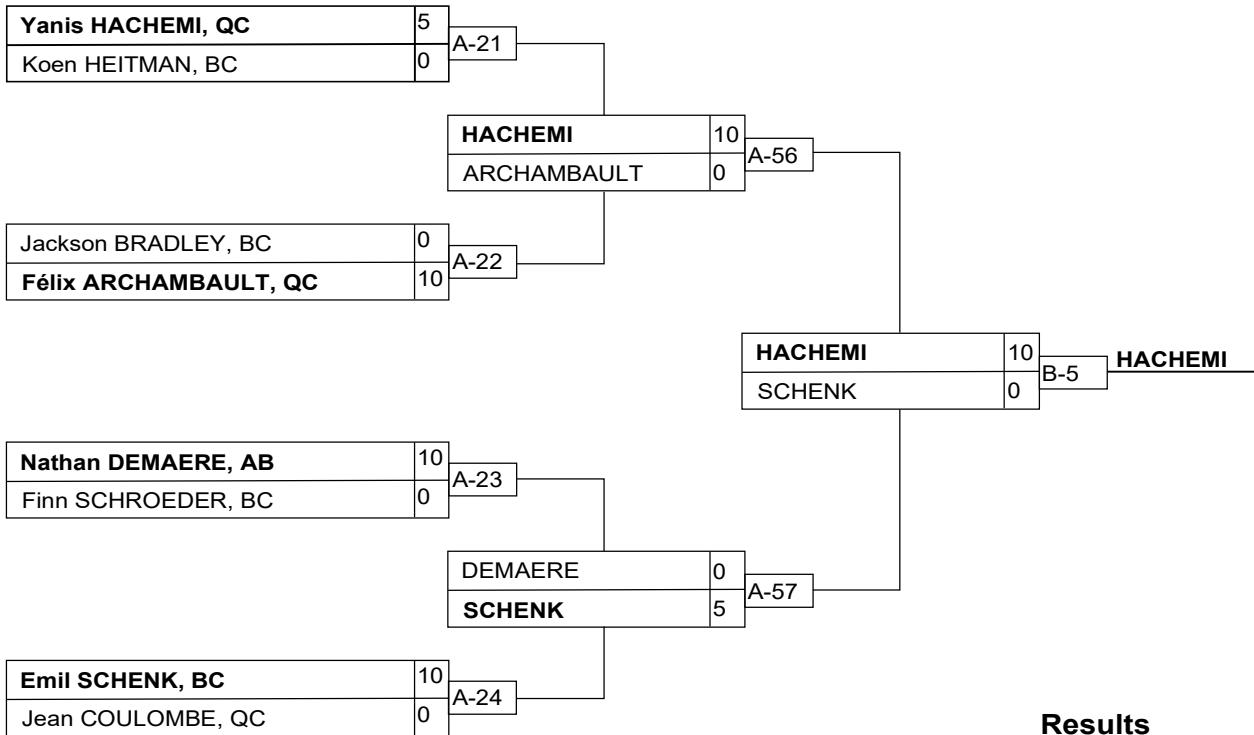 Yanis HACHEMI, QC 5
A-21
Koen HEITMAN, BC 0
HACHEMI 10
A-56
ARCHAMBAULT 0
Jackson BRADLEY, BC 0
A-22
Félix ARCHAMBAULT, QC 10
HACHEMI 10
B-5 HACHEMI
SCHENK 0
Nathan DEMAERE, AB 10
A-23
Finn SCHROEDER, BC 0
DEMAERE 0
A-57
SCHENK 5
Emil SCHENK, BC 10
A-24
Jean COULOMBE, QC 0
Results